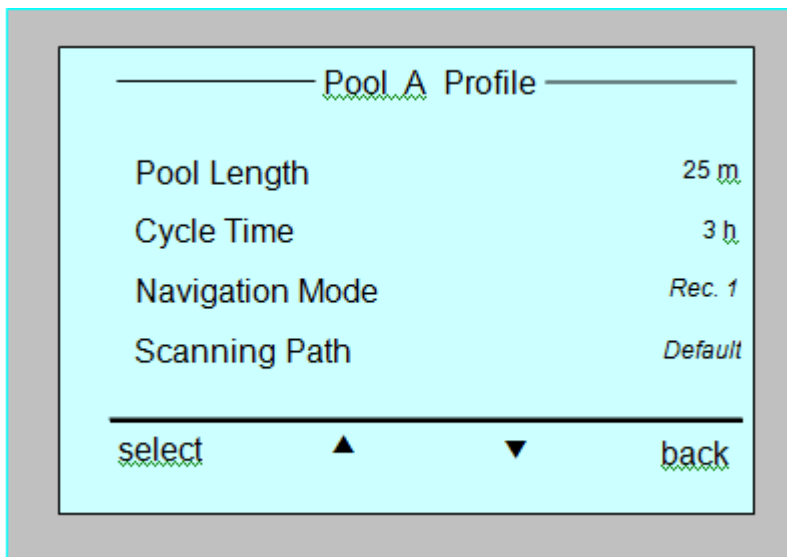 Pool A Profile
Pool Length 25 m
Cycle Time 3 h
Navigation Mode Rec. 1
Scanning Path Default
select ▲ ▼ back